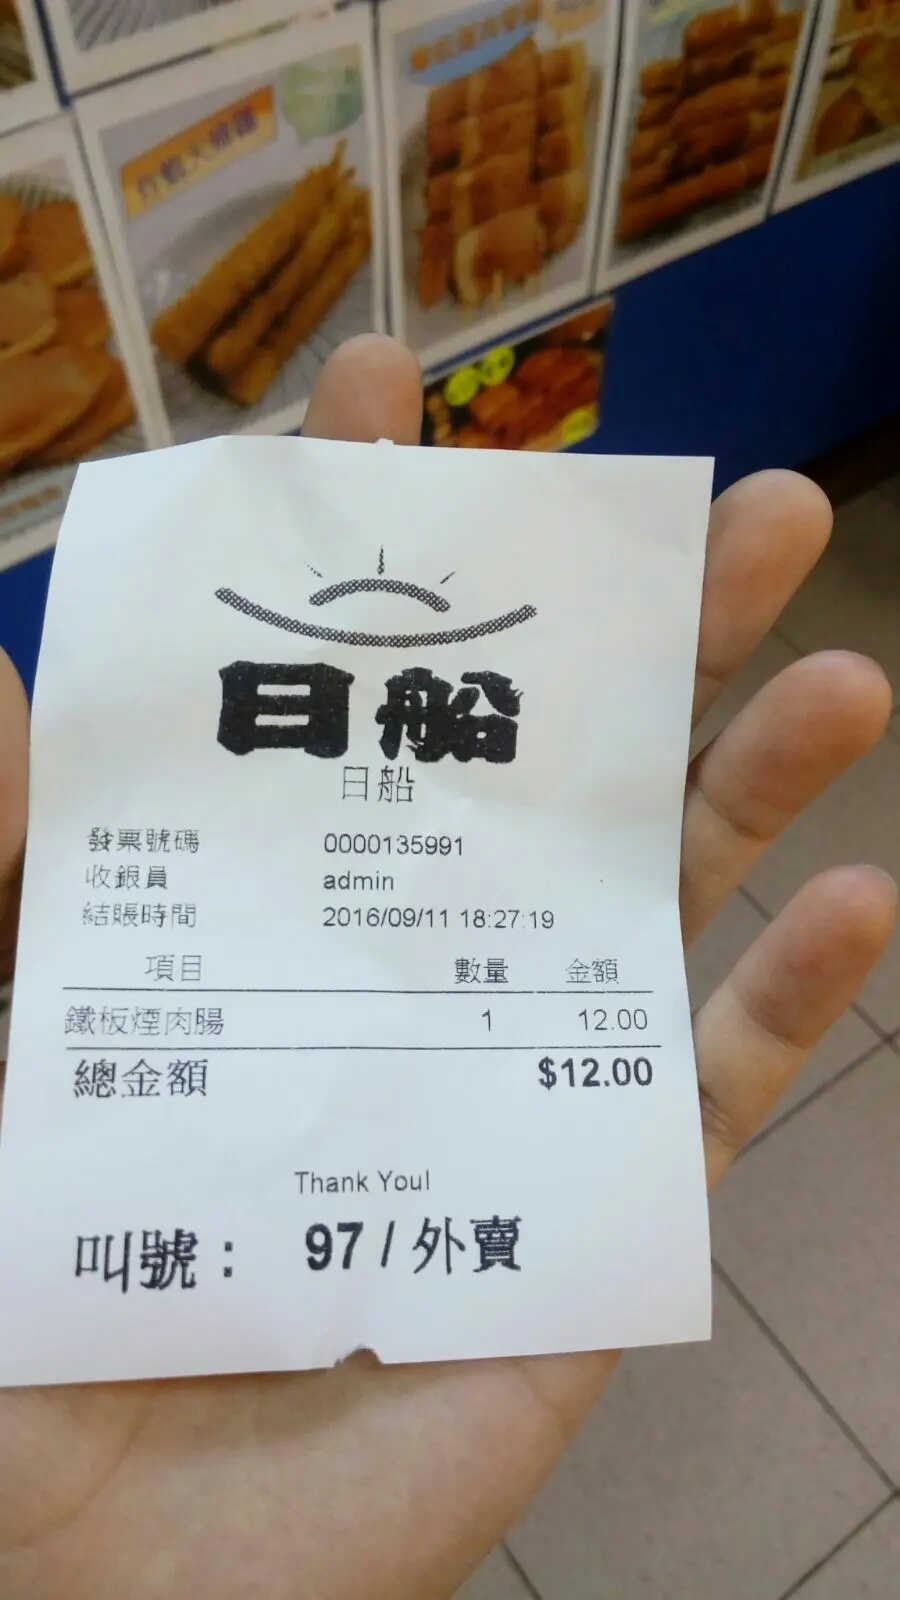 日船
日船
發票號碼 0000135991
收銀員 admin
結賬時間 2016/09/11 18:27:19
項目 數量 金額
鐵板煙肉腸 1 12.00
總金額 $12.00
Thank You!
叫號： 97 / 外賣